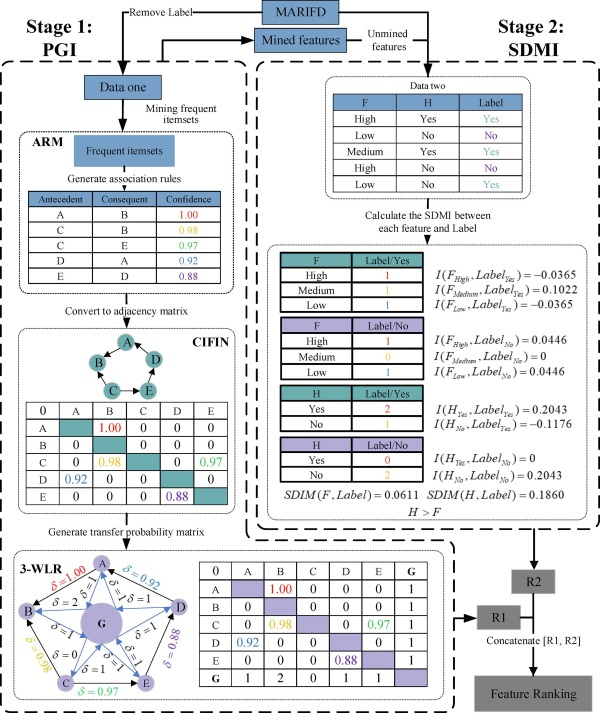 Stage 1:
PGI
Remove Label
MARIFD
Mined features
Unmined
features
Stage 2:
SDMI
Data one
Mining frequent
itemsets
ARM
Frequent itemsets
Generate association rules
Antecedent Consequent Confidence
A B 1.00
C B 0.98
C E 0.97
D A 0.92
E D 0.88
Convert to adjacency matrix
CIFIN
A
B D
C E
0 A B C D E
A 1.00 0 0 0
B 0 0 0 0
C 0 0.98 0 0.97
D 0.92 0 0 0
E 0 0 0 0.88
Generate transfer probability matrix
3-WLR
A
B
C
D
E
G
δ=1.00
δ=0.92
δ=1
δ=1
δ=1
δ=2
δ=1
δ=1
δ=0
δ=1
δ=1
δ=0.88
δ=0.98
δ=0.97
0 A B C D E G
A 1.00 0 0 0 1
B 0 0 0 0 1
C 0 0.98 0 0.97 1
D 0.92 0 0 0 1
E 0 0 0 0.88 1
G 1 2 0 1 1
Data two
F H Label
High Yes Yes
Low No No
Medium Yes Yes
High No No
Low No Yes
Calculate the SDMI between
each feature and Label
F Label/Yes
High 1
Medium 1
Low 1
I(F_High, Label_Yes) = −0.0365
I(F_Medium, Label_Yes) = 0.1022
I(F_Low, Label_Yes) = −0.0365
F Label/No
High 1
Medium 0
Low 1
I(F_High, Label_No) = 0.0446
I(F_Medium, Label_No) = 0
I(F_Low, Label_No) = 0.0446
H Label/Yes
Yes 2
No 1
I(H_Yes, Label_Yes) = 0.2043
I(H_No, Label_Yes) = −0.1176
H Label/No
Yes 0
No 2
I(H_Yes, Label_No) = 0
I(H_No, Label_No) = 0.2043
SDIM(F, Label) = 0.0611 SDIM(H, Label) = 0.1860
H > F
R2
R1
Concatenate [R1, R2]
Feature Ranking